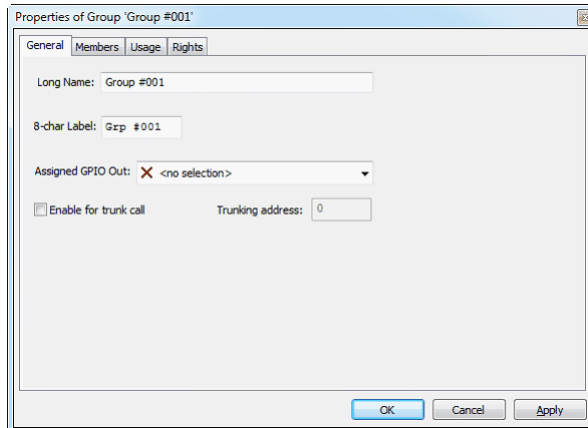 Properties of Group 'Group #001'
General Members Usage Rights
Long Name: Group #001
8-char Label: Grp #001
Assigned GPIO Out: <no selection>
Enable for trunk call Trunking address: 0
OK Cancel Apply